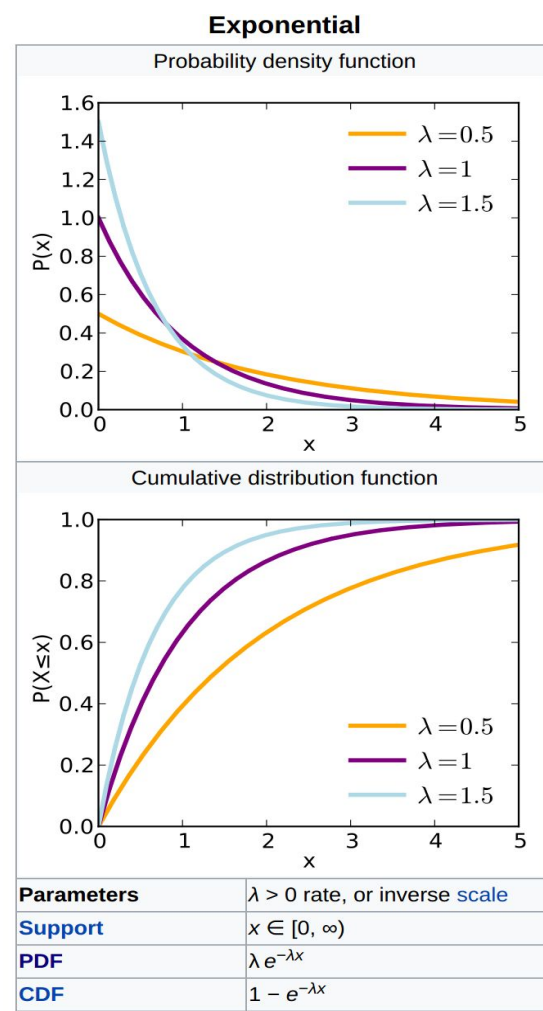 Exponential
Probability density function
1.6
1.4
1.2
1.0
0.8
0.6
0.4
0.2
0.0
P(x)
λ=0.5
λ=1
λ=1.5
0 1 2 3 4 5
x
Cumulative distribution function
1.0
0.8
0.6
0.4
0.2
0.0
P(X≤x)
λ=0.5
λ=1
λ=1.5
0 1 2 3 4 5
x
Parameters λ > 0 rate, or inverse scale
Support x ∈ [0, ∞)
PDF λ e^−λx
CDF 1 − e^−λx